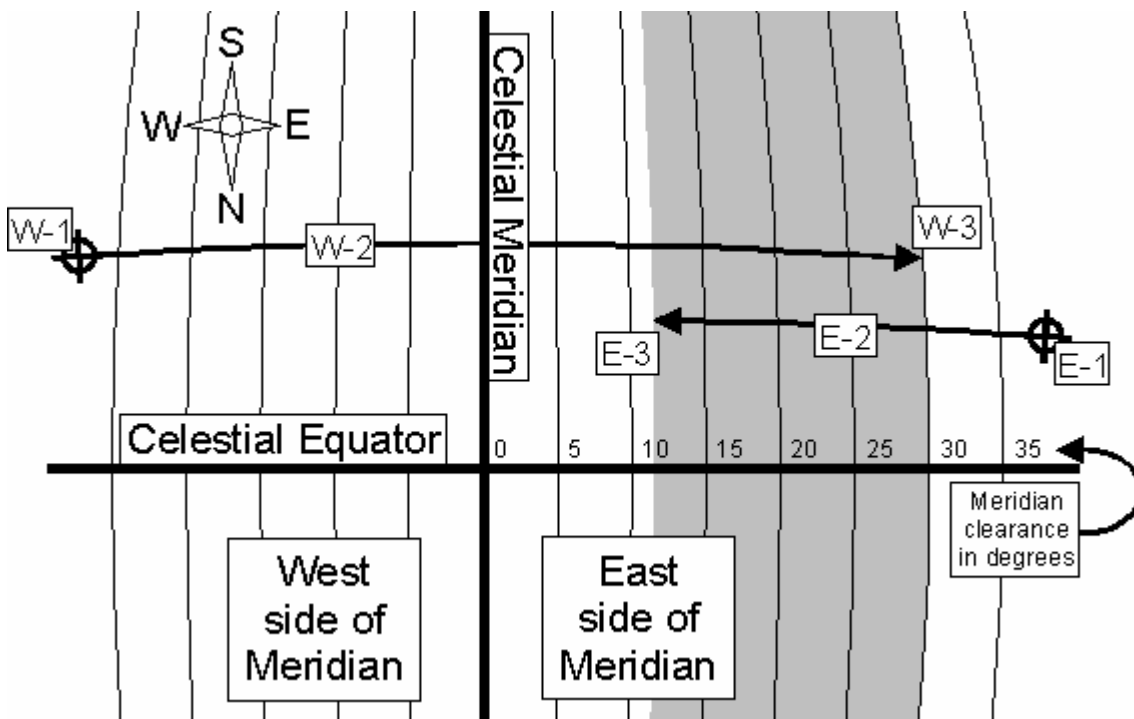 S
W
E
N
Celestial Meridian
W-1
W-2
W-3
E-3
E-2
E-1
Celestial Equator
0
5
10
15
20
25
30
35
West
side of
Meridian
East
side of
Meridian
Meridian
clearance
in degrees